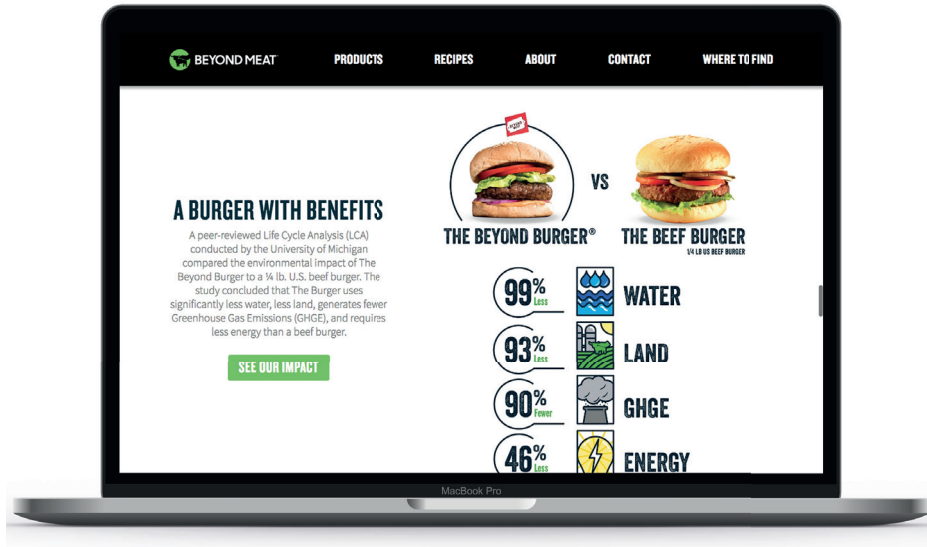 BEYOND MEAT
PRODUCTS
RECIPES
ABOUT
CONTACT
WHERE TO FIND
A BURGER WITH BENEFITS
A peer-reviewed Life Cycle Analysis (LCA)
conducted by the University of Michigan
compared the environmental impact of The
Beyond Burger to a ¼ lb. U.S. beef burger. The
study concluded that The Burger uses
significantly less water, less land, generates fewer
Greenhouse Gas Emissions (GHGE), and requires
less energy than a beef burger.
SEE OUR IMPACT
BEYOND
MEAT
VS
THE BEYOND BURGER®
THE BEEF BURGER
1/4 LB US BEEF BURGER
99% Less
WATER
93% Less
LAND
90% Fewer
GHGE
46% Less
ENERGY
MacBook Pro